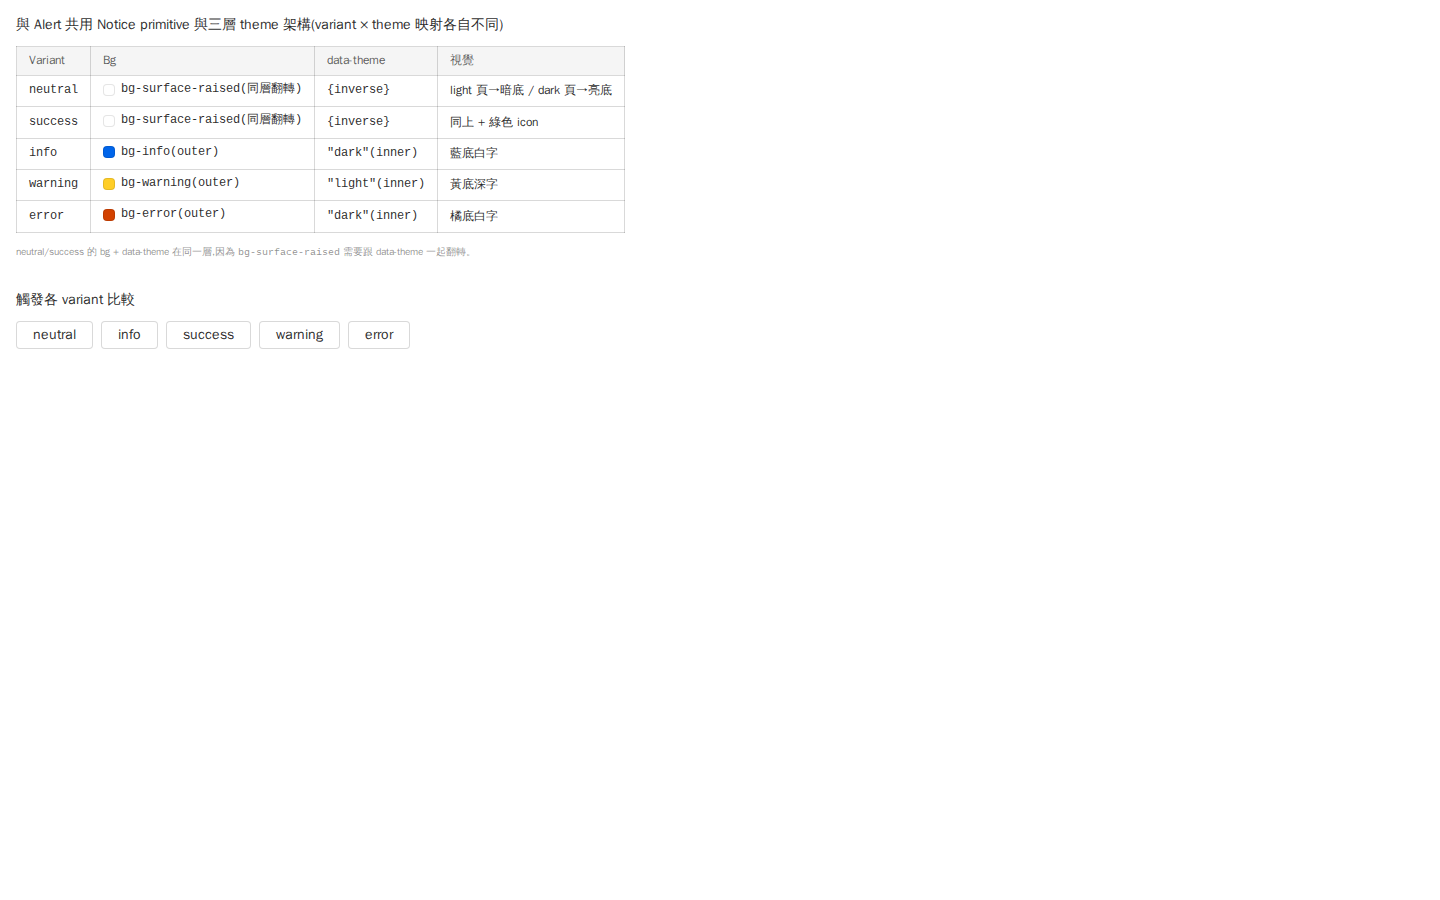 與 Alert 共用 Notice primitive 與三層 theme 架構(variant × theme 映射各自不同)
Variant Bg data-theme 視覺
neutral bg-surface-raised(同層翻轉) {inverse} light 頁→暗底 / dark 頁→亮底
success bg-surface-raised(同層翻轉) {inverse} 同上 + 綠色 icon
info bg-info(outer) "dark"(inner) 藍底白字
warning bg-warning(outer) "light"(inner) 黃底深字
error bg-error(outer) "dark"(inner) 橘底白字
neutral/success 的 bg + data-theme 在同一層,因為 bg-surface-raised 需要跟 data-theme 一起翻轉。
觸發各 variant 比較
neutral info success warning error